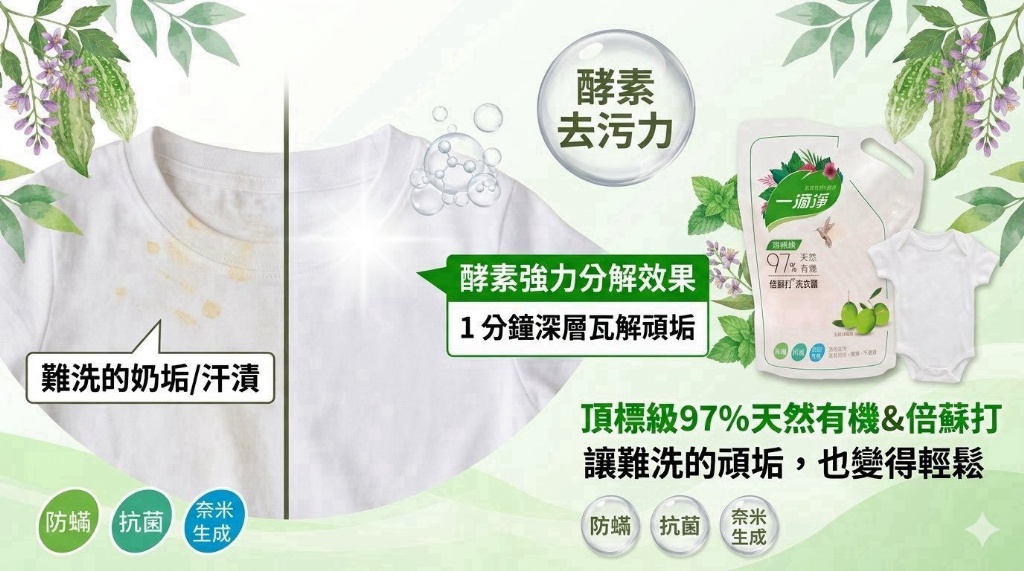 酵素
去污力
酵素強力分解效果
1 分鐘深層瓦解頑垢
難洗的奶垢/汗漬
一滴淨
97% 天然
有機
倍蘇打 洗衣露
頂標級97%天然有機&倍蘇打
讓難洗的頑垢，也變得輕鬆
防蟎
抗菌
奈米
生成
防蟎
抗菌
奈米
生成